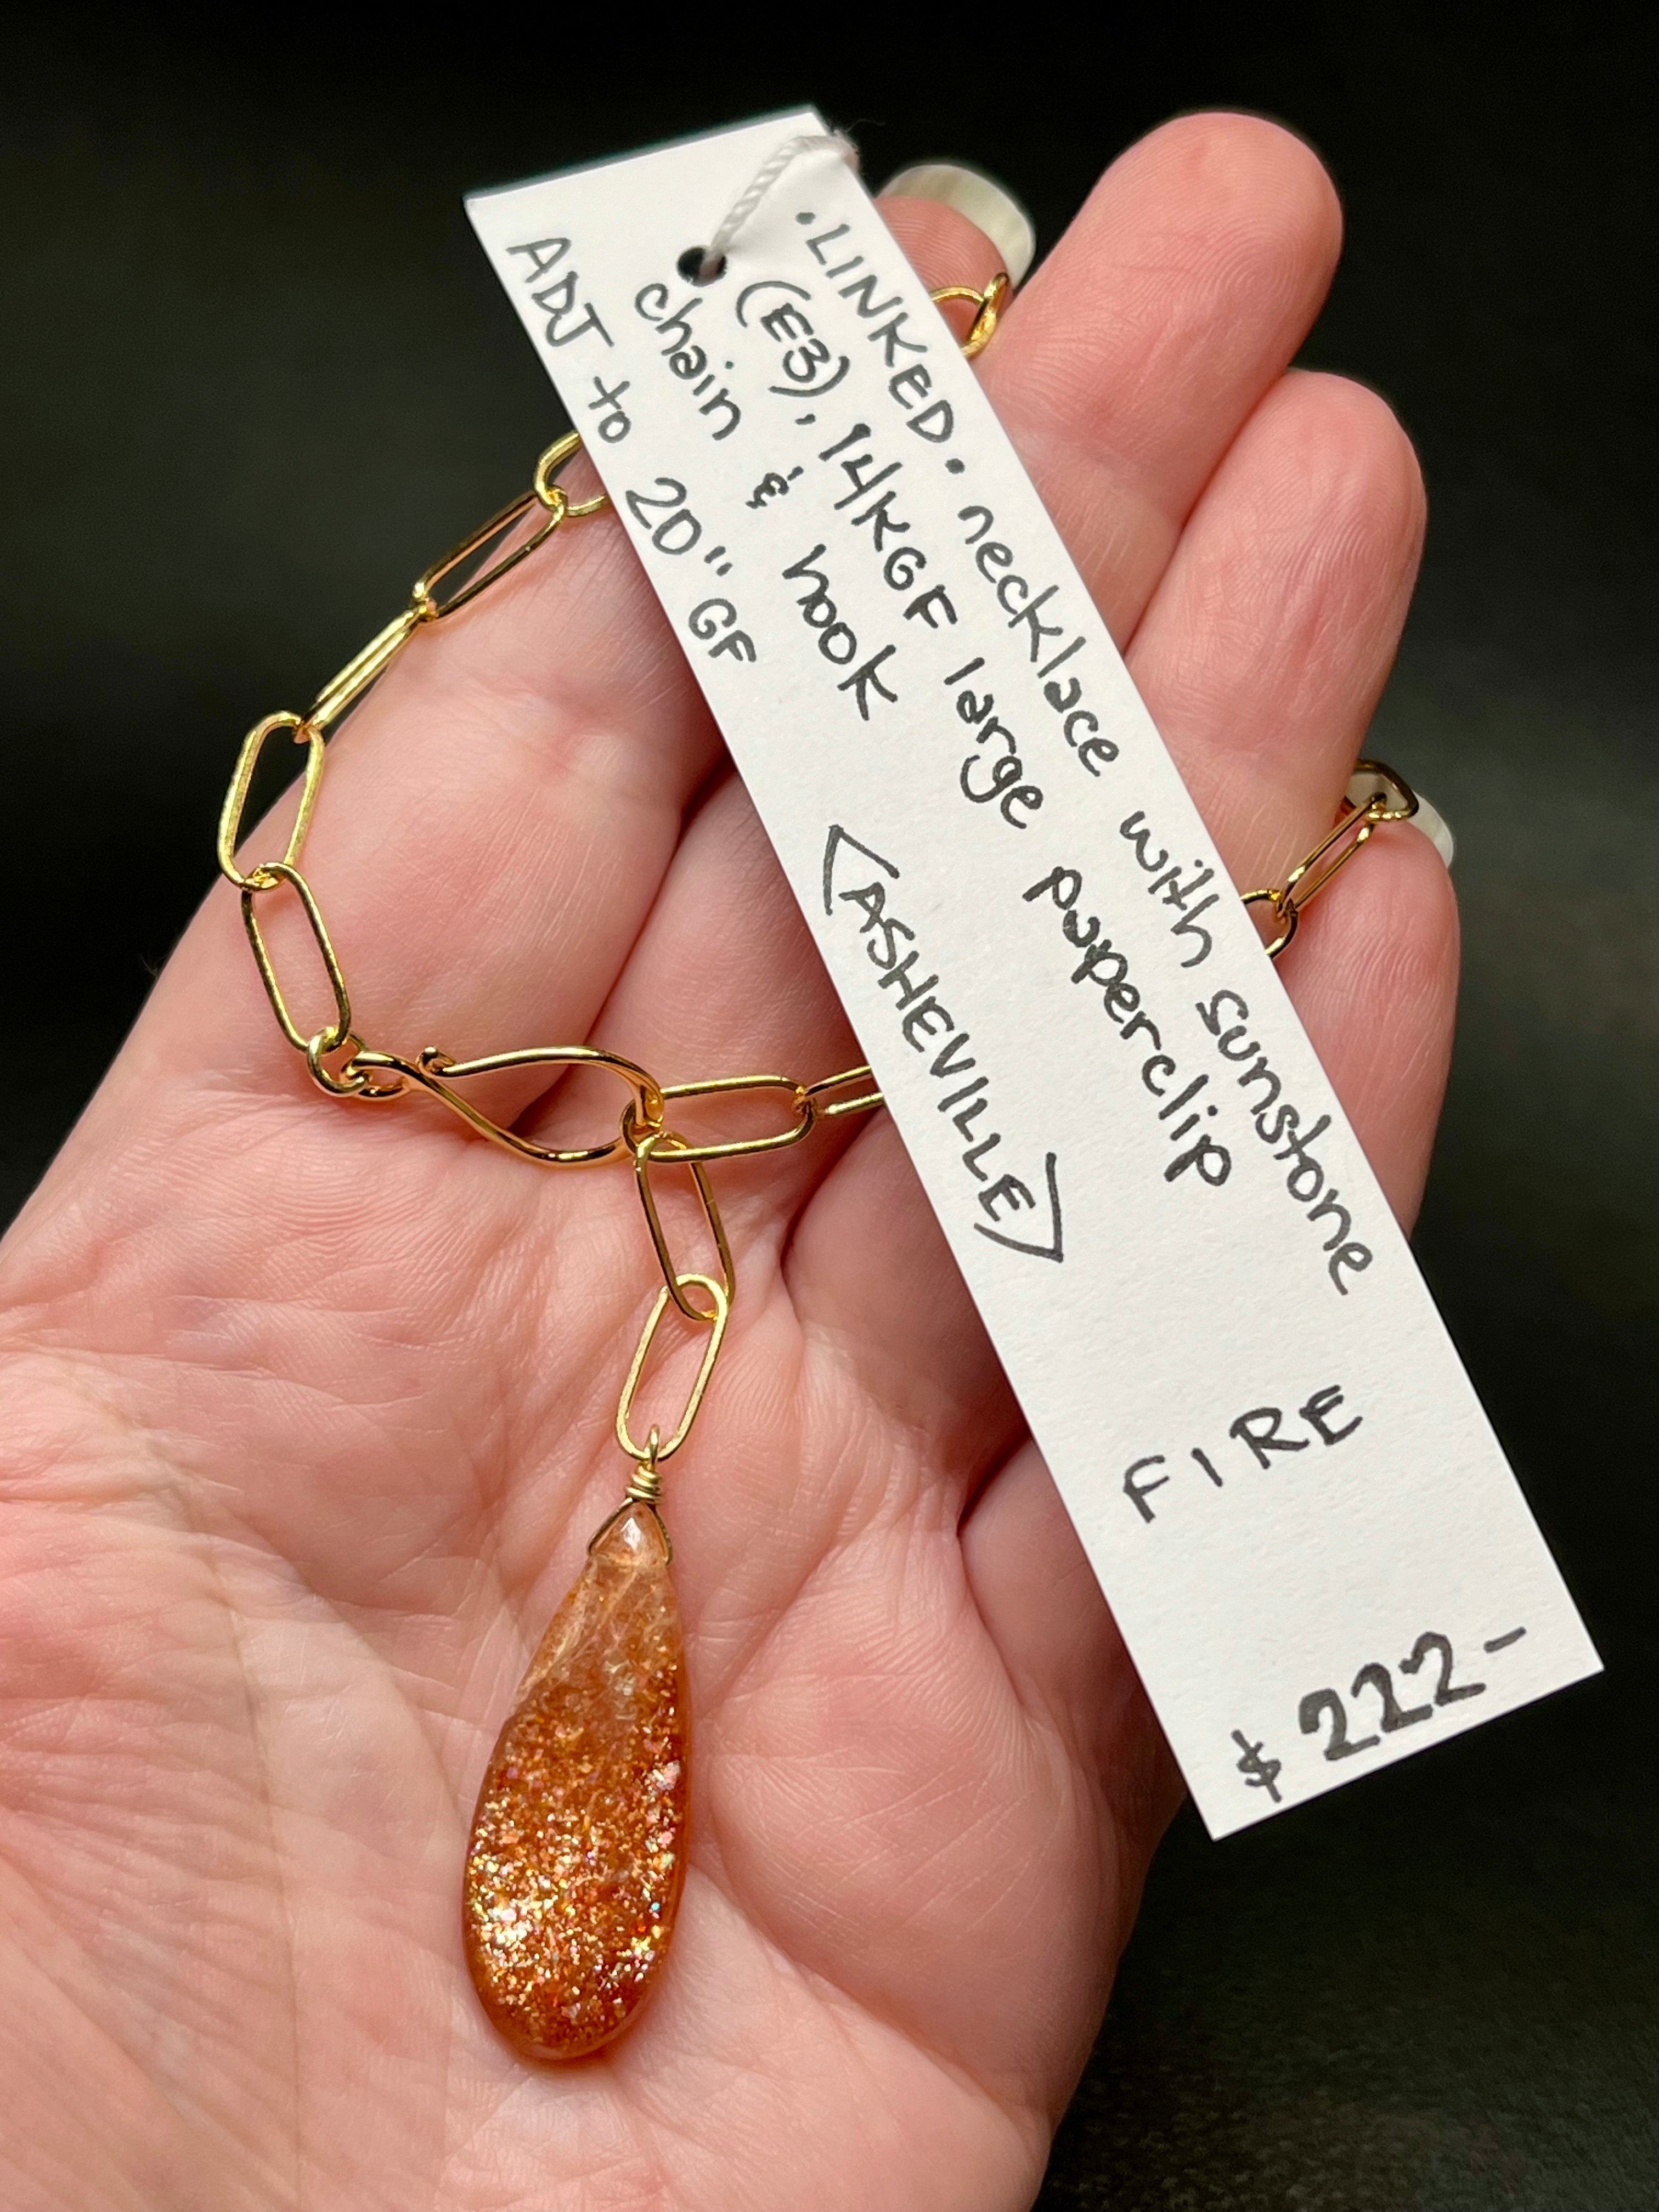 .LINKED. necklace with sunstone
(E3), 14KGF large paperclip
chain & hook
ADJ to 20" GF
<ASHEVILLE>
FIRE
$222-